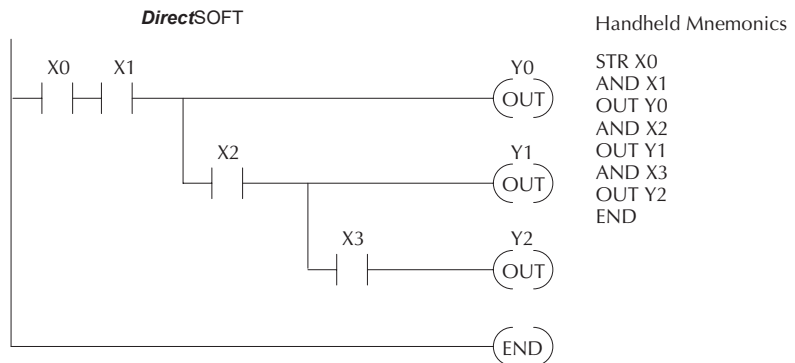 DirectSOFT
Handheld Mnemonics
X0 X1 Y0
OUT
X2 Y1
OUT
X3 Y2
OUT
END
STR X0
AND X1
OUT Y0
AND X2
OUT Y1
AND X3
OUT Y2
END